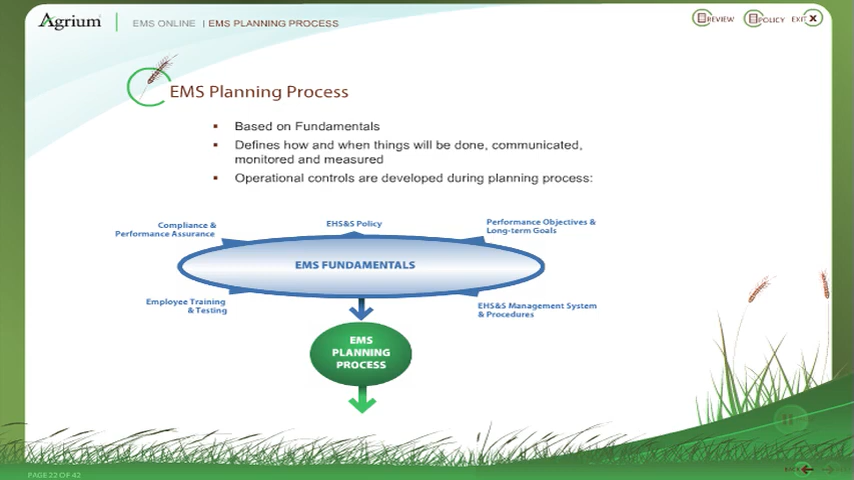 Agrium
EMS ONLINE | EMS PLANNING PROCESS
REVIEW
POLICY
EXIT X
EMS Planning Process
▪ Based on Fundamentals
▪ Defines how and when things will be done, communicated,
monitored and measured
▪ Operational controls are developed during planning process:
Compliance &
Performance Assurance
EHS&S Policy
Performance Objectives &
Long-term Goals
EMS FUNDAMENTALS
Employee Training
& Testing
EHS&S Management System
& Procedures
EMS
PLANNING
PROCESS
PAGE 22 OF 42
BACK